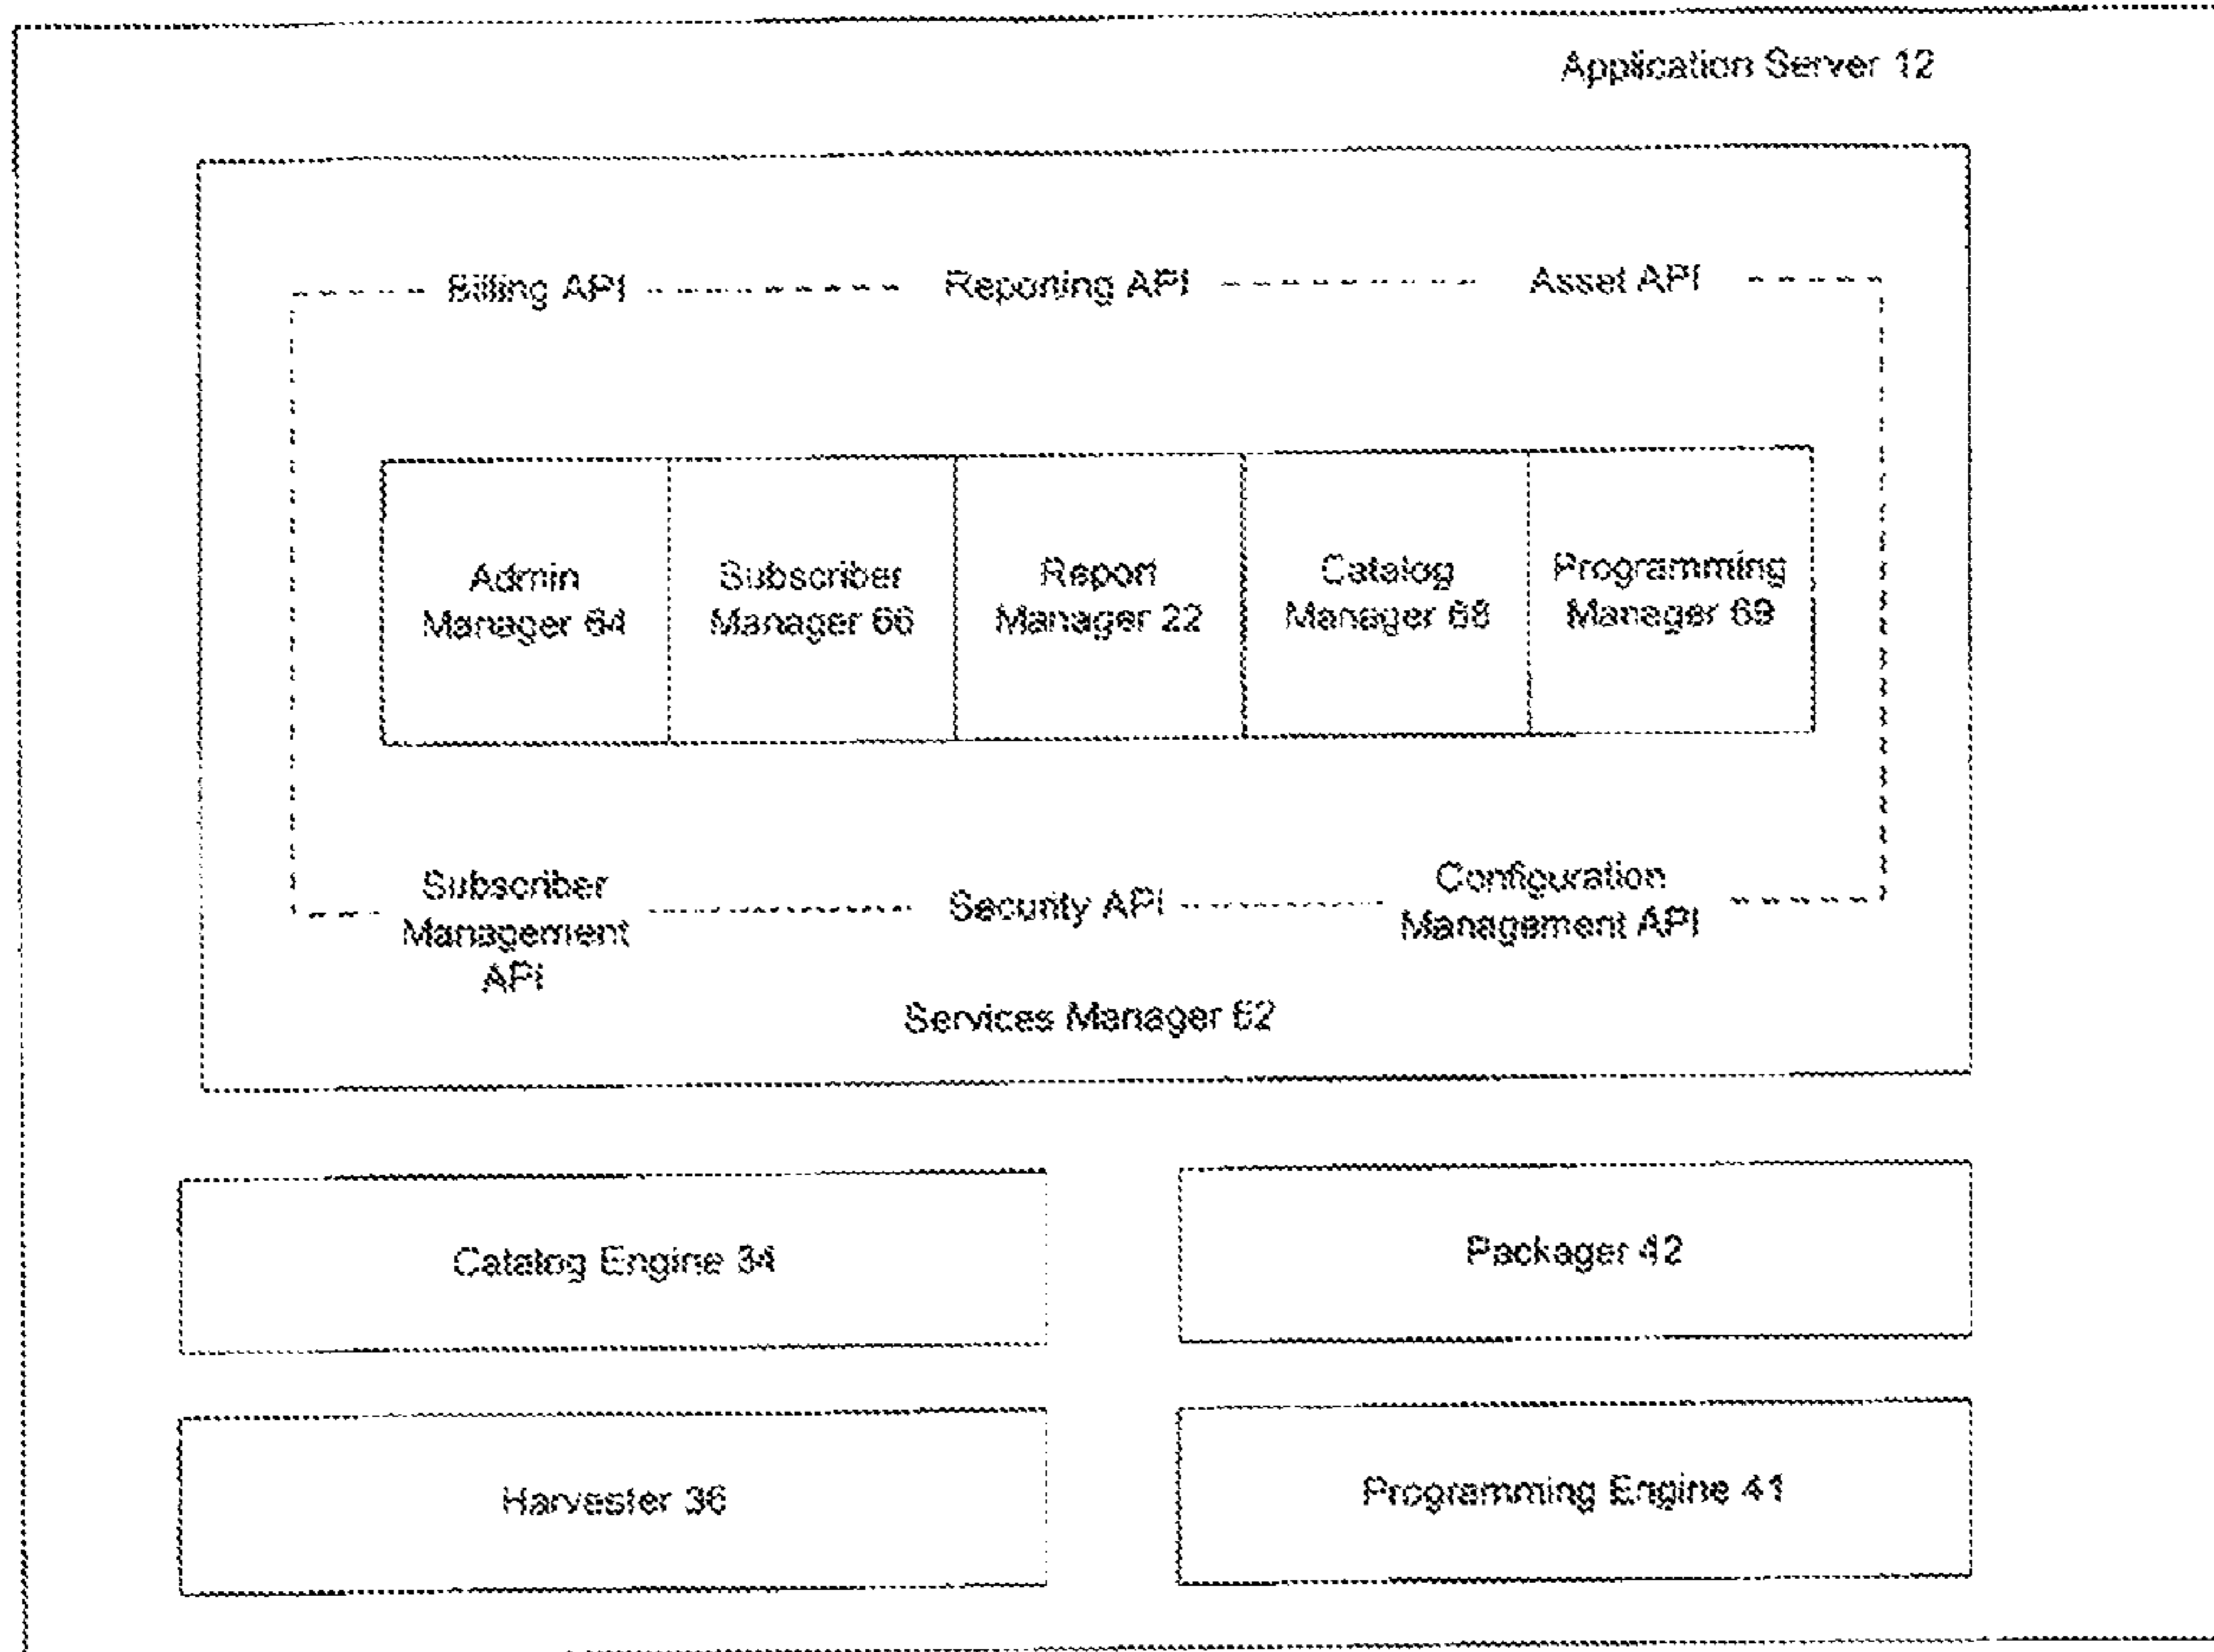 Application Server 12
Billing API
Reporting API
Asset API
Admin
Manager 64
Subscriber
Manager 66
Report
Manager 22
Catalog
Manager 68
Programming
Manager 69
Subscriber
Management
API
Security API
Configuration
Management API
Services Manager 62
Catalog Engine 34
Packager 42
Harvester 36
Programming Engine 41